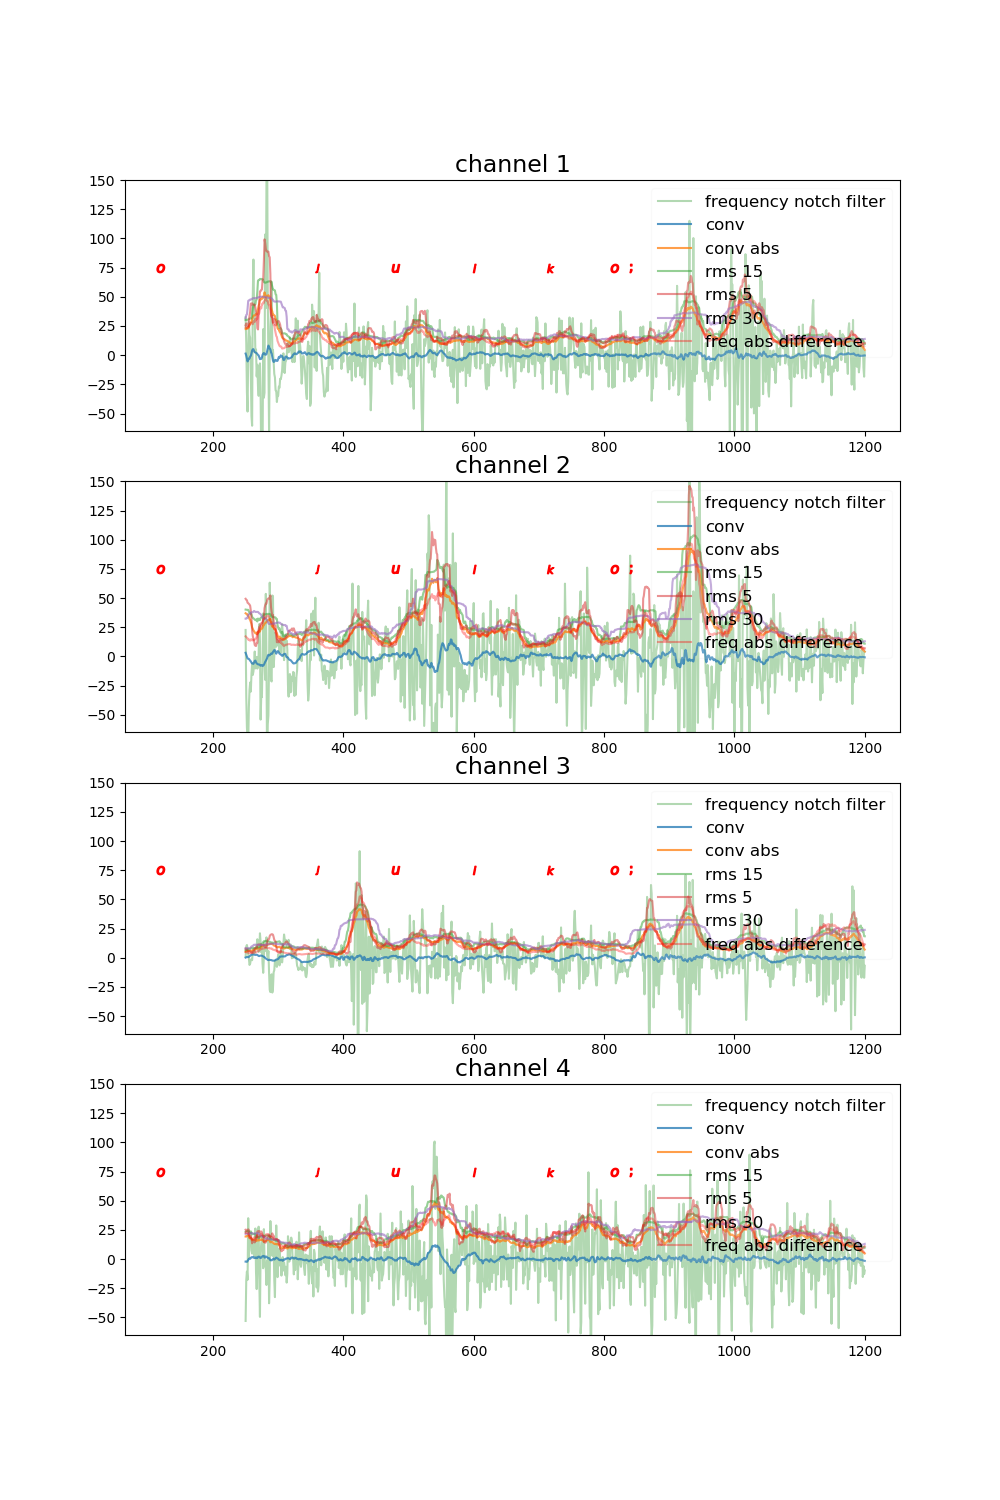 channel 1
150
125
100
75
50
25
0
−25
−50
o J u l k o ;
frequency notch filter
conv
conv abs
rms 15
rms 5
rms 30
freq abs difference
200 400 600 800 1000 1200
channel 2
150
125
100
75
50
25
0
−25
−50
o J u l k o ;
frequency notch filter
conv
conv abs
rms 15
rms 5
rms 30
freq abs difference
200 400 600 800 1000 1200
channel 3
150
125
100
75
50
25
0
−25
−50
o J u l k o ;
frequency notch filter
conv
conv abs
rms 15
rms 5
rms 30
freq abs difference
200 400 600 800 1000 1200
channel 4
150
125
100
75
50
25
0
−25
−50
o J u l k o ;
frequency notch filter
conv
conv abs
rms 15
rms 5
rms 30
freq abs difference
200 400 600 800 1000 1200